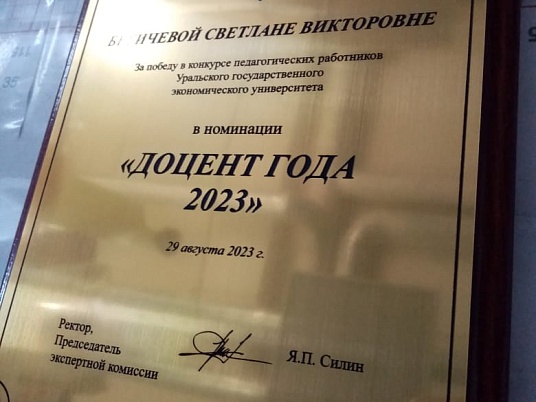 СВЕТЛАНЕ ВИКТОРОВНЕ
За победу в конкурсе педагогических работников
Уральского государственного
экономического университета
в номинации
«ДОЦЕНТ ГОДА
2023»
29 августа 2023 г.
Ректор,
Председатель
экспертной комиссии
Я.П. Силин